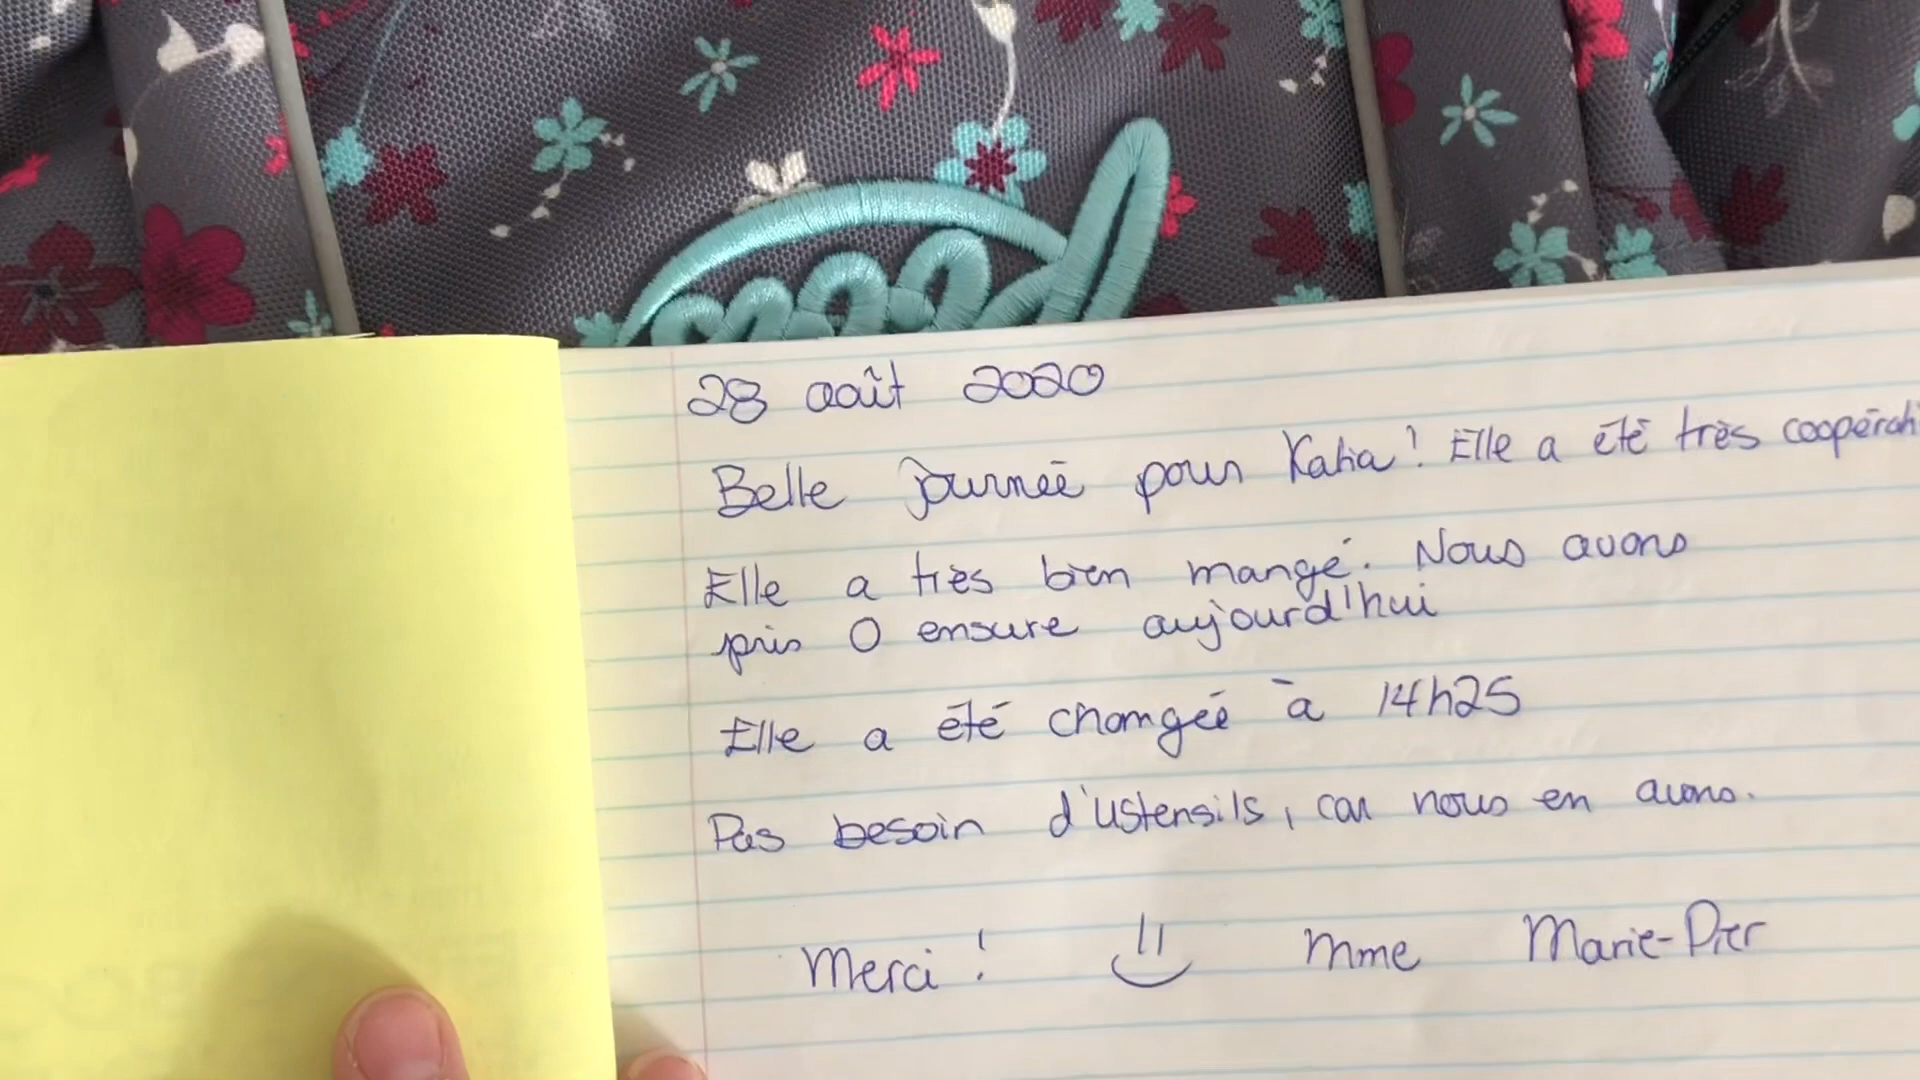 28 août 2020
Belle journée pour Katia! Elle a été très coopérati
Elle a très bien mangé. Nous avons
pris 0 ensure aujourd'hui
Elle a été changée à 14h25
Pas besoin d'ustensils, car nous en avons.
Merci! Mme Marie-Pier